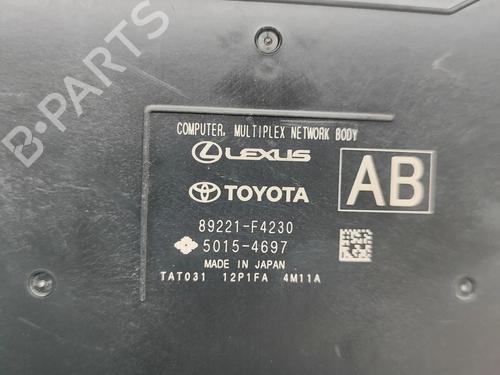 B-PARTS
COMPUTER, MULTIPLEX NETWORK BODY
LEXUS
TOYOTA
AB
89221-F4230
5015-4697
MADE IN JAPAN
TAT031 12P1FA 4M11A